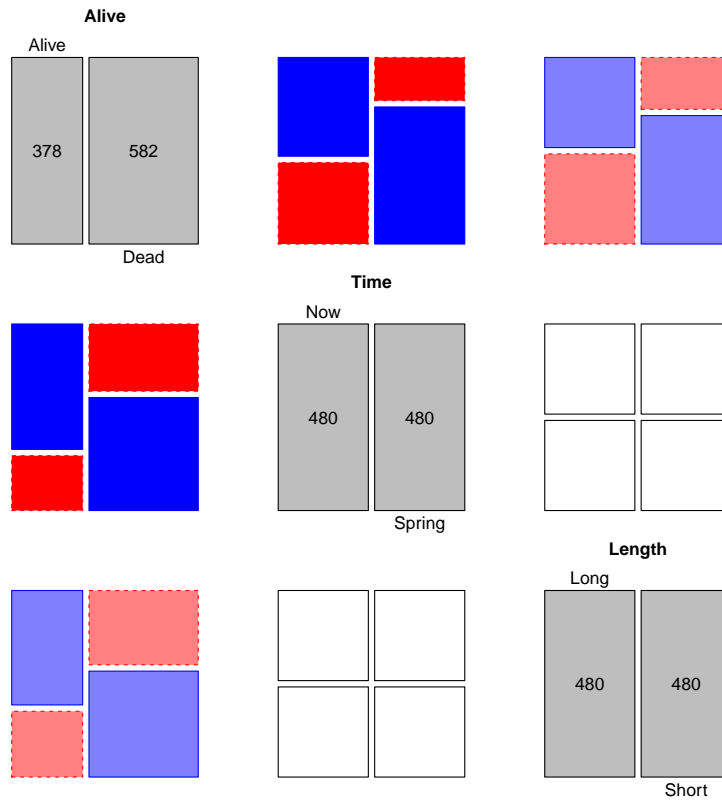 Alive
Alive
378
582
Dead
Time
Now
480
480
Spring
Length
Long
480
480
Short